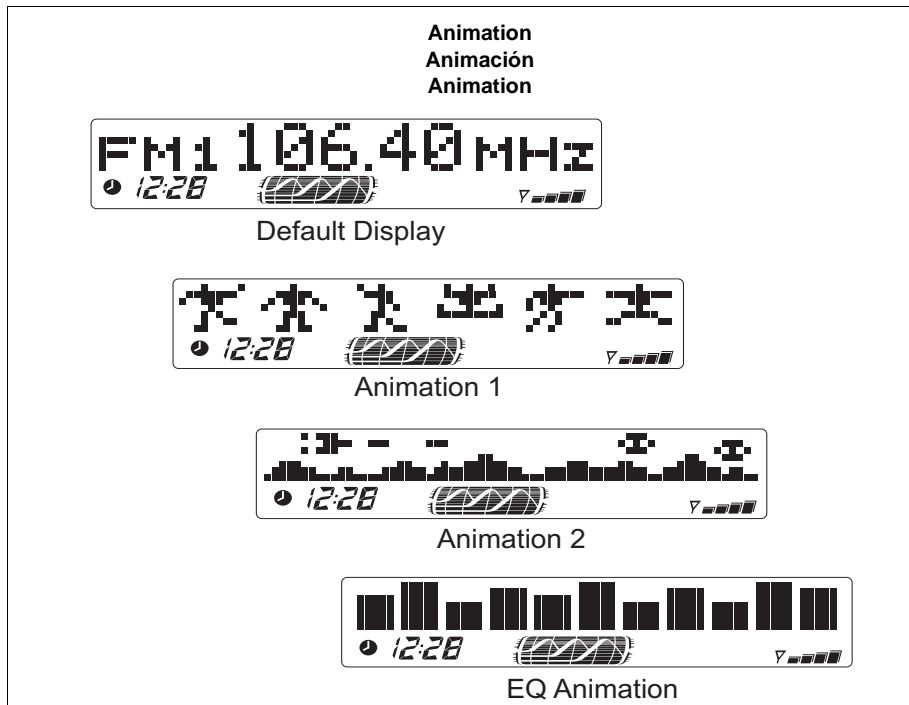 Animation
Animación
Animation
FM1 106.40 MHz
12:28
Default Display
12:28
Animation 1
12:28
Animation 2
12:28
EQ Animation